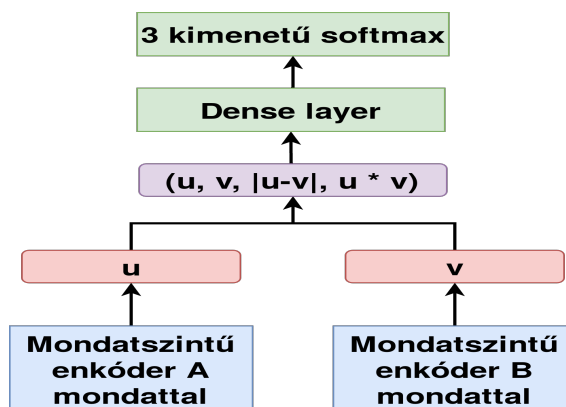 3 kimenetű softmax
Dense layer
(u, v, |u-v|, u * v)
u
v
Mondatszintű
enkóder A
mondattal
Mondatszintű
enkóder B
mondattal